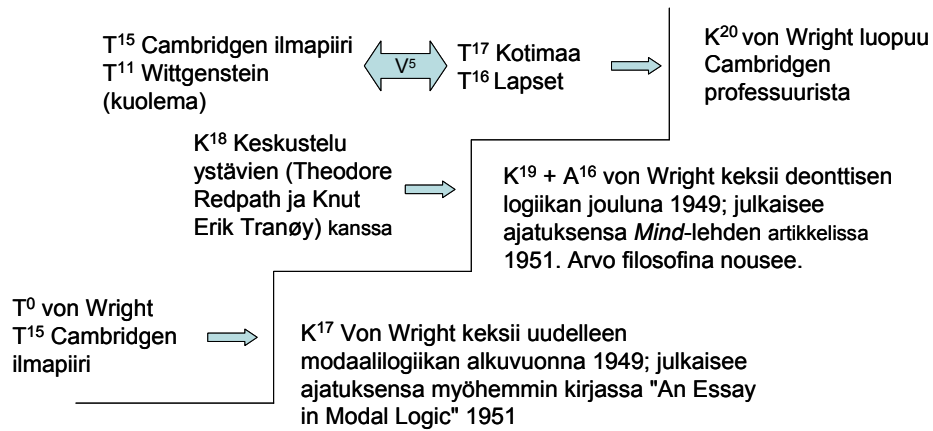 T15 Cambridgen ilmapiiri
T11 Wittgenstein
(kuolema)
V5
T17 Kotimaa
T16 Lapset
K20 von Wright luopuu
Cambridgen
professuurista
K18 Keskustelu
ystävien (Theodore
Redpath ja Knut
Erik Tranøy) kanssa
K19 + A16 von Wright keksii deonttisen
logiikan jouluna 1949; julkaisee
ajatuksensa Mind-lehden artikkelissa
1951. Arvo filosofina nousee.
T0 von Wright
T15 Cambridgen
ilmapiiri
K17 Von Wright keksii uudelleen
modaalilogiikan alkuvuonna 1949; julkaisee
ajatuksensa myöhemmin kirjassa "An Essay
in Modal Logic" 1951